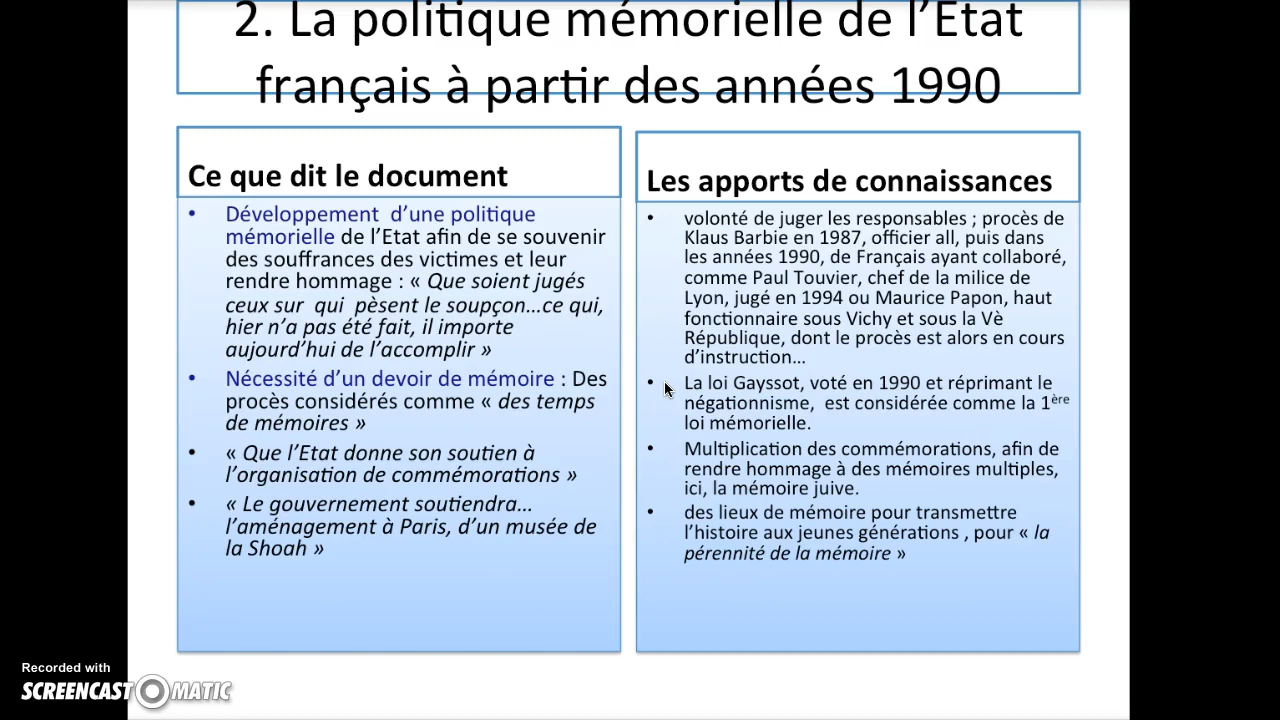 2. La politique mémorielle de l’Etat
français à partir des années 1990
Ce que dit le document
• Développement d’une politique
mémorielle de l’Etat afin de se souvenir
des souffrances des victimes et leur
rendre hommage : « Que soient jugés
ceux sur qui pèsent le soupçon…ce qui,
hier n’a pas été fait, il importe
aujourd’hui de l’accomplir »
• Nécessité d’un devoir de mémoire : Des
procès considérés comme « des temps
de mémoires »
• « Que l’Etat donne son soutien à
l’organisation de commémorations »
• « Le gouvernement soutiendra…
l’aménagement à Paris, d’un musée de
la Shoah »
Les apports de connaissances
• volonté de juger les responsables ; procès de
Klaus Barbie en 1987, officier all, puis dans
les années 1990, de Français ayant collaboré,
comme Paul Touvier, chef de la milice de
Lyon, jugé en 1994 ou Maurice Papon, haut
fonctionnaire sous Vichy et sous la Vè
République, dont le procès est alors en cours
d’instruction…
• La loi Gayssot, voté en 1990 et réprimant le
négationnisme, est considérée comme la 1ère
loi mémorielle.
• Multiplication des commémorations, afin de
rendre hommage à des mémoires multiples,
ici, la mémoire juive.
• des lieux de mémoire pour transmettre
l’histoire aux jeunes générations , pour « la
pérennité de la mémoire »
Recorded with
SCREENCAST O MATIC